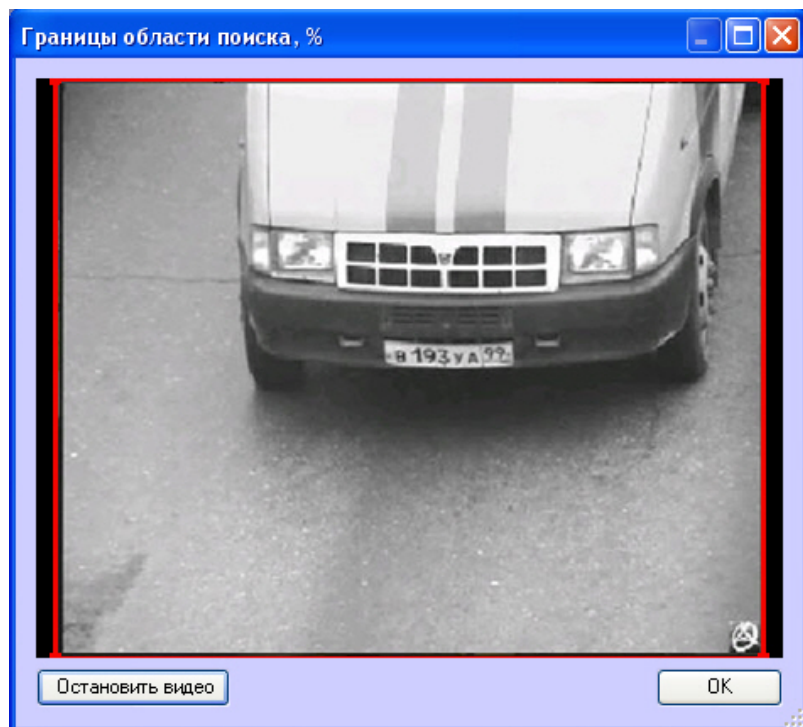 Границы области поиска, %
В 193 УА 99
Остановить видео
OK